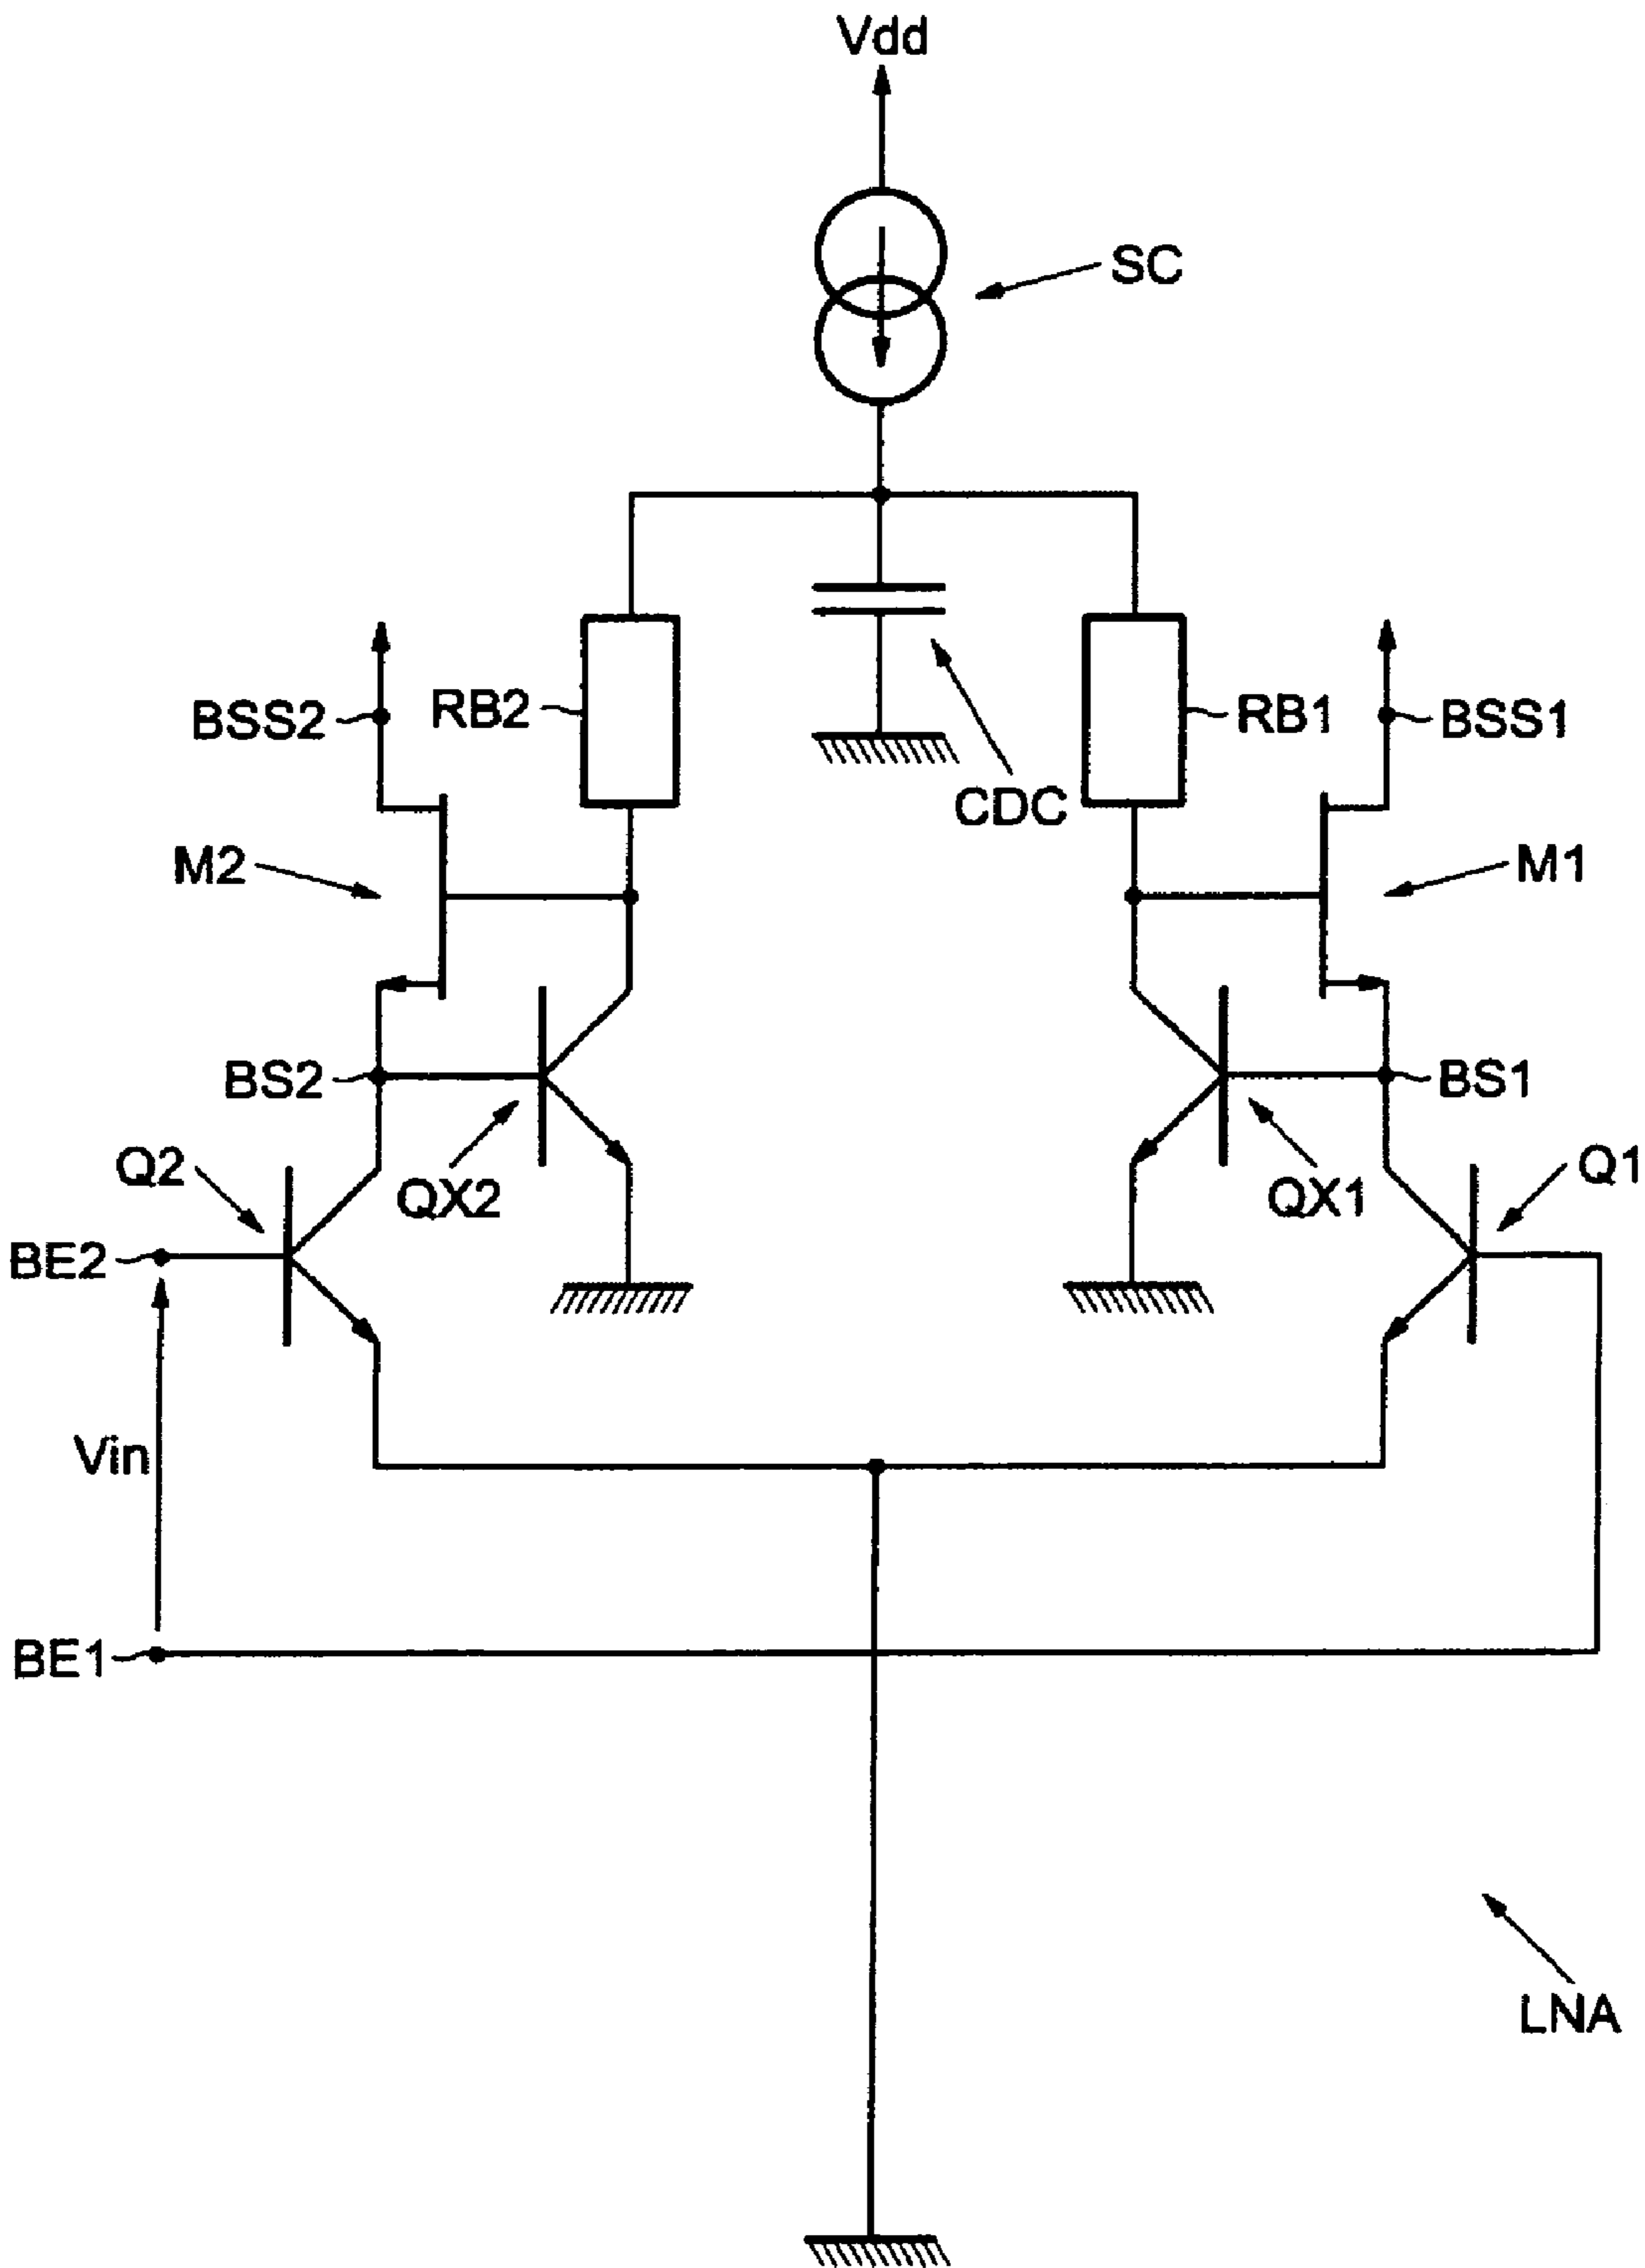 Vdd
SC
BSS2
RB2
RB1
BSS1
CDC
M2
M1
BS2
BS1
Q2
QX2
QX1
Q1
BE2
Vin
BE1
LNA